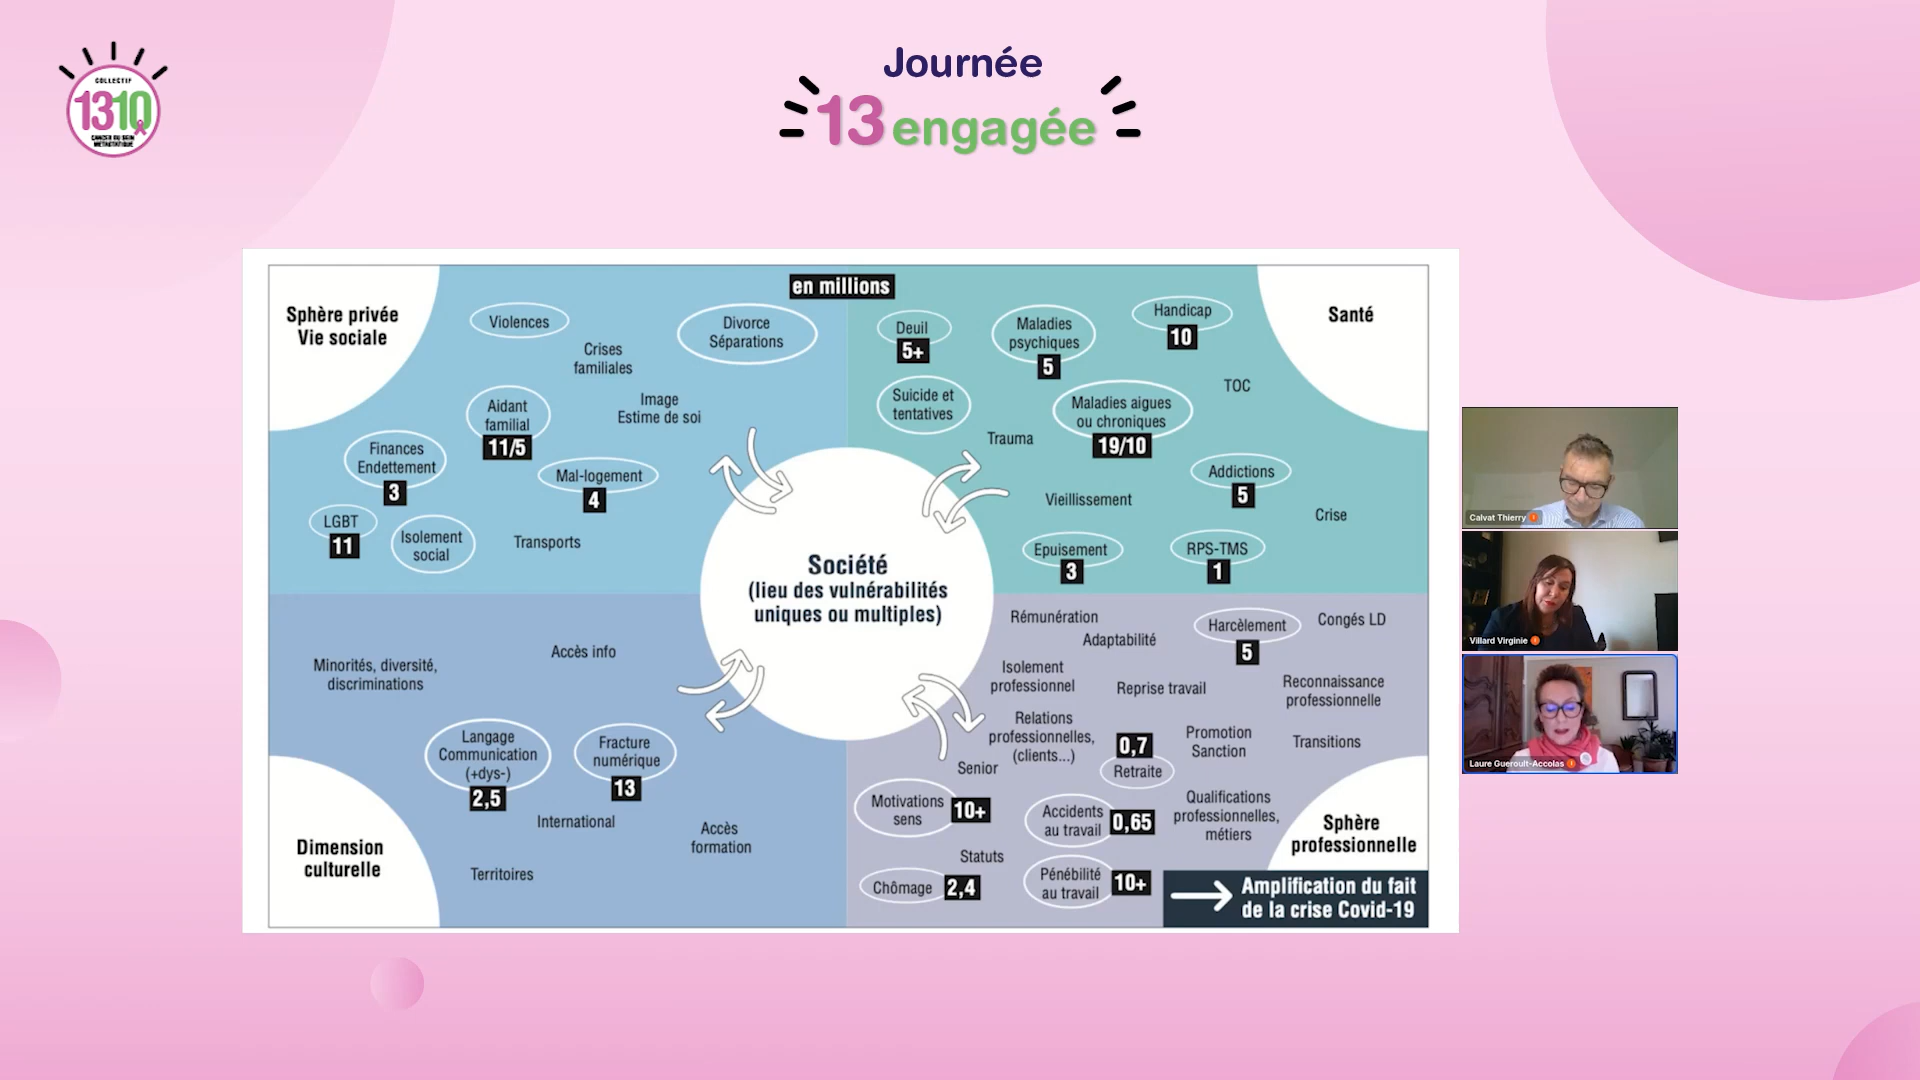 COLLECTIF
1310
CANCER DU SEIN
MÉTASTATIQUE
Journée
13 engagée
en millions
Sphère privée
Vie sociale
Violences
Divorce
Séparations
Crises
familiales
Aidant
familial
11/5
Image
Estime de soi
Finances
Endettement
3
Mal-logement
4
LGBT
11
Isolement
social
Transports
Santé
Deuil
5+
Maladies
psychiques
5
Handicap
10
Suicide et
tentatives
Maladies aigues
ou chroniques
19/10
TOC
Trauma
Addictions
5
Vieillissement
Crise
Epuisement
3
RPS-TMS
1
Société
(lieu des vulnérabilités
uniques ou multiples)
Minorités, diversité,
discriminations
Accès info
Langage
Communication
(+dys-)
2,5
Fracture
numérique
13
International
Accès
formation
Territoires
Dimension
culturelle
Rémunération
Adaptabilité
Harcèlement
5
Congés LD
Isolement
professionnel
Reprise travail
Reconnaissance
professionnelle
Relations
professionnelles,
(clients...)
0,7
Retraite
Promotion
Sanction
Transitions
Senior
Motivations
sens
10+
Accidents
au travail
0,65
Qualifications
professionnelles,
métiers
Statuts
Chômage
2,4
Pénébilité
au travail
10+
Sphère
professionnelle
Amplification du fait
de la crise Covid-19
Calvat Thierry
Villard Virginie
Laure Gueroult-Accolas